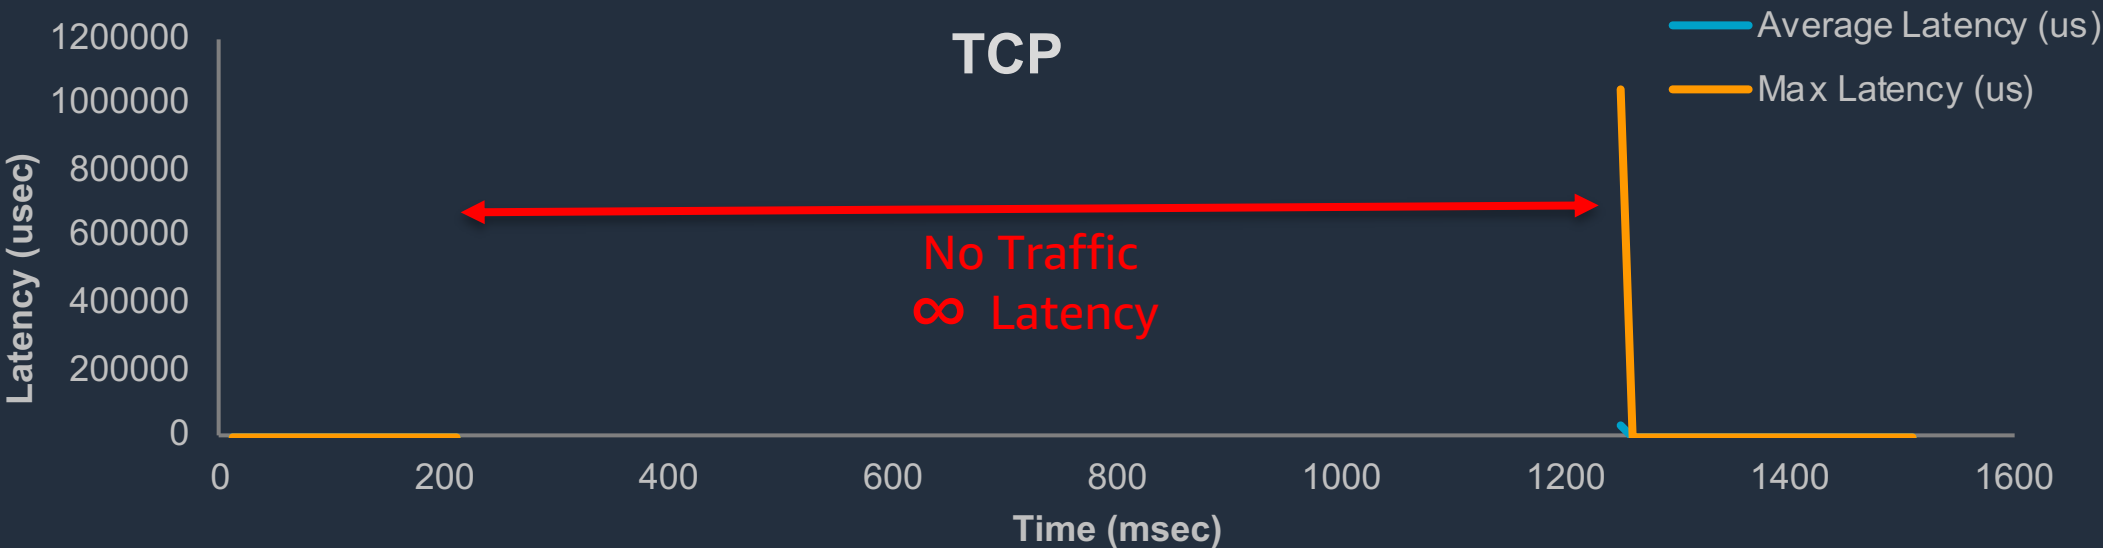 TCP
Average Latency (us)
Max Latency (us)
Latency (usec)
1200000
1000000
800000
600000
400000
200000
0
No Traffic
∞ Latency
0 200 400 600 800 1000 1200 1400 1600
Time (msec)